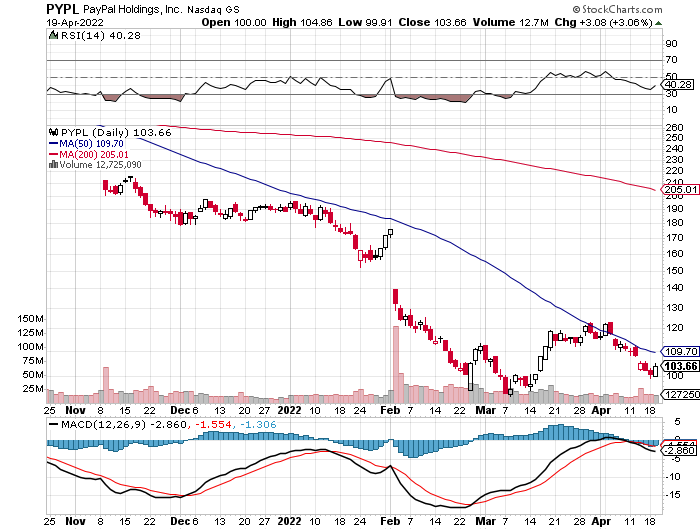 PYPL PayPal Holdings, Inc. Nasdaq GS © StockCharts.com
19-Apr-2022 Open 100.00 High 104.86 Low 99.91 Close 103.66 Volume 12.7M Chg +3.08 (+3.06%)
RSI(14) 40.28
90
70
50
40.28
30
10
PYPL (Daily) 103.66
MA(50) 109.70
MA(200) 205.01
Volume 12,725,090
260
250
240
230
220
210
205.01
190
180
170
160
150
140
130
120
109.70
103.66
100
150M
125M
100M
75M
50M
25M
127250
25 Nov 8 15 22 Dec 6 13 20 27 2022 10 18 24 Feb 7 14 22 Mar 7 14 21 28 Apr 11 18
MACD(12,26,9) -2.860, -1.554, -1.306
5
-2.860
-5
-10
-15
25 Nov 8 15 22 Dec 6 13 20 27 2022 10 18 24 Feb 7 14 22 Mar 7 14 21 28 Apr 11 18